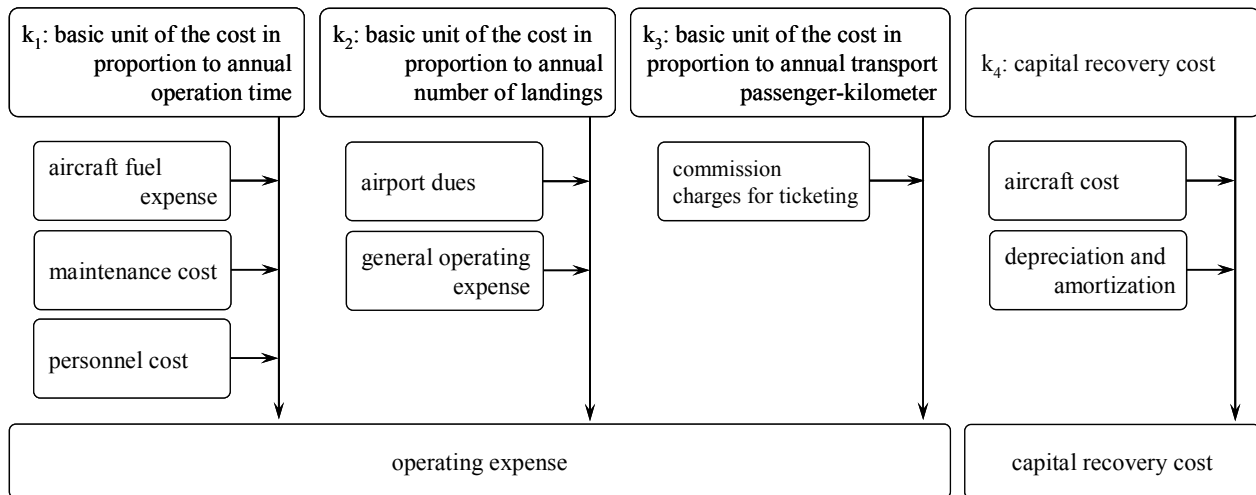 k1: basic unit of the cost in
proportion to annual
operation time
k2: basic unit of the cost in
proportion to annual
number of landings
k3: basic unit of the cost in
proportion to annual transport
passenger-kilometer
k4: capital recovery cost
aircraft fuel
expense
maintenance cost
personnel cost
airport dues
general operating
expense
commission
charges for ticketing
aircraft cost
depreciation and
amortization
operating expense
capital recovery cost